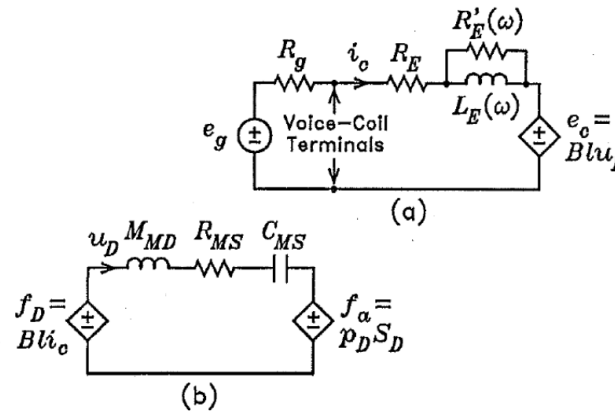 R'_E(ω)
R_g i_c R_E
L_E(ω)
e_g Voice-Coil Terminals e_c = Blu
(a)
u_D M_MD R_MS C_MS
f_D = Bli_c f_a = p_D S_D
(b)